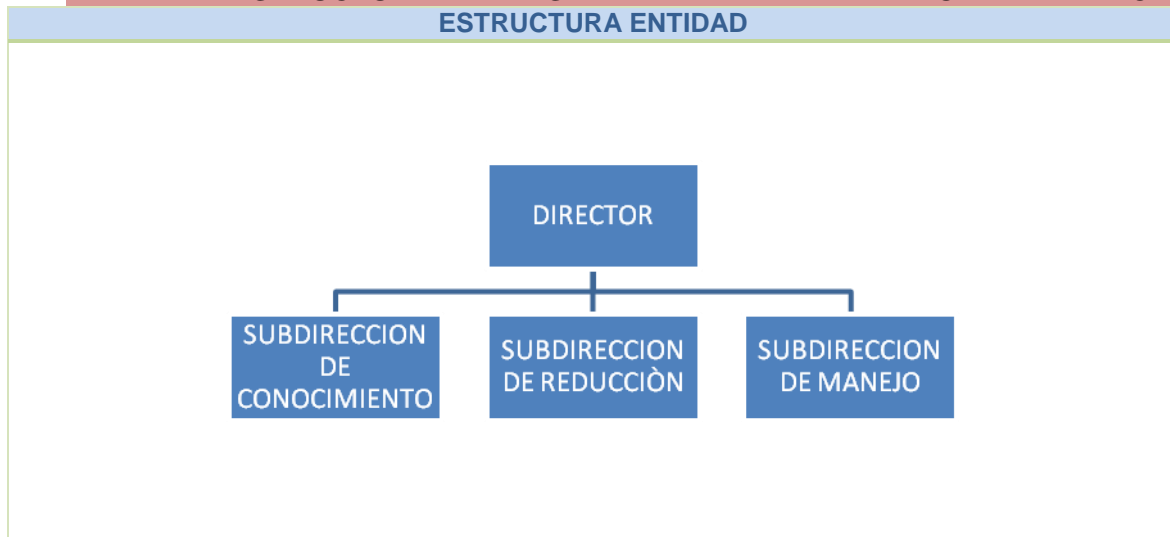 ESTRUCTURA ENTIDAD
DIRECTOR
SUBDIRECCION
DE
CONOCIMIENTO
SUBDIRECCION
DE REDUCCIÒN
SUBDIRECCION
DE MANEJO